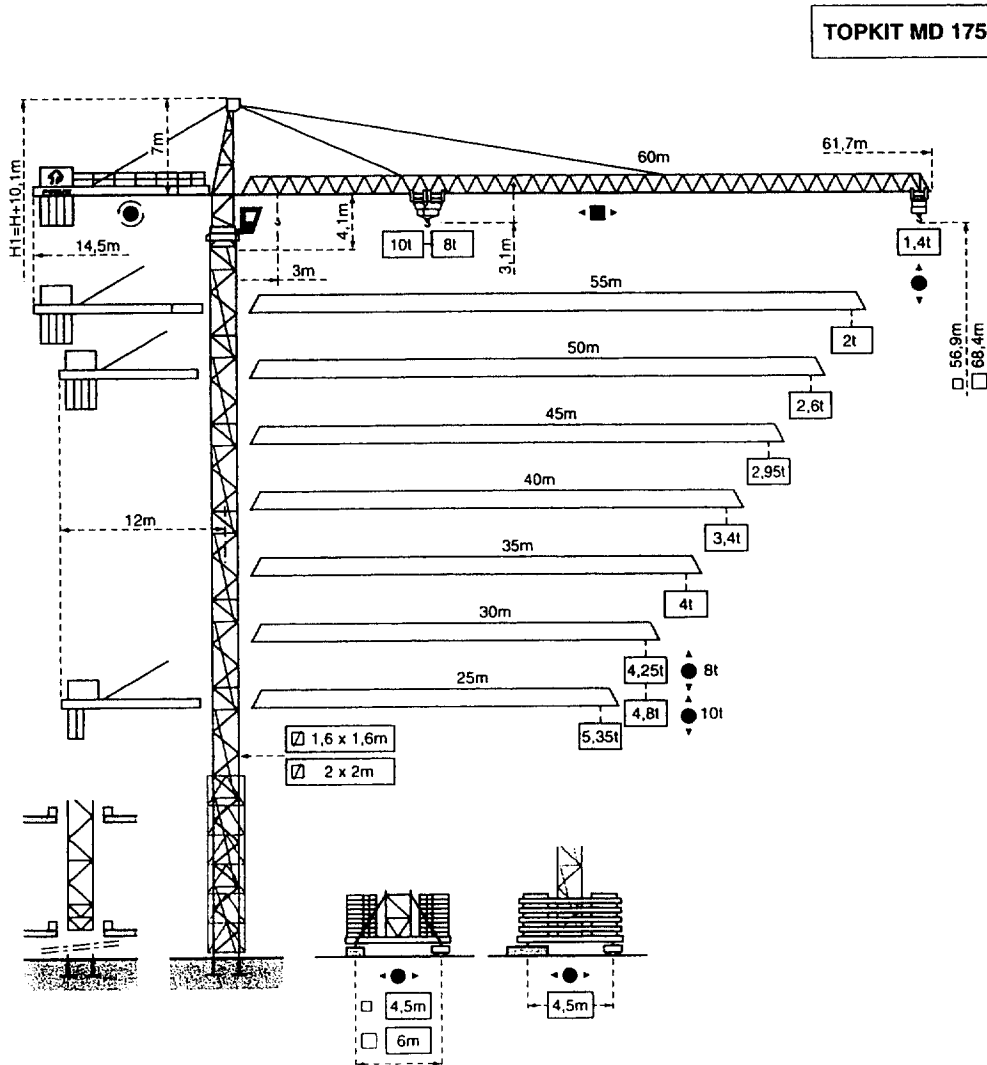 TOPKIT MD 175
H1=H+10,1m
7m
60m
61,7m
14,5m
4,1m
10t
8t
3,1m
1,4t
3m
56,9m
68,4m
55m
2t
50m
2,6t
45m
2,95t
40m
3,4t
12m
35m
4t
30m
4,25t
8t
25m
4,8t
10t
5,35t
1,6 x 1,6m
2 x 2m
4,5m
6m
4,5m